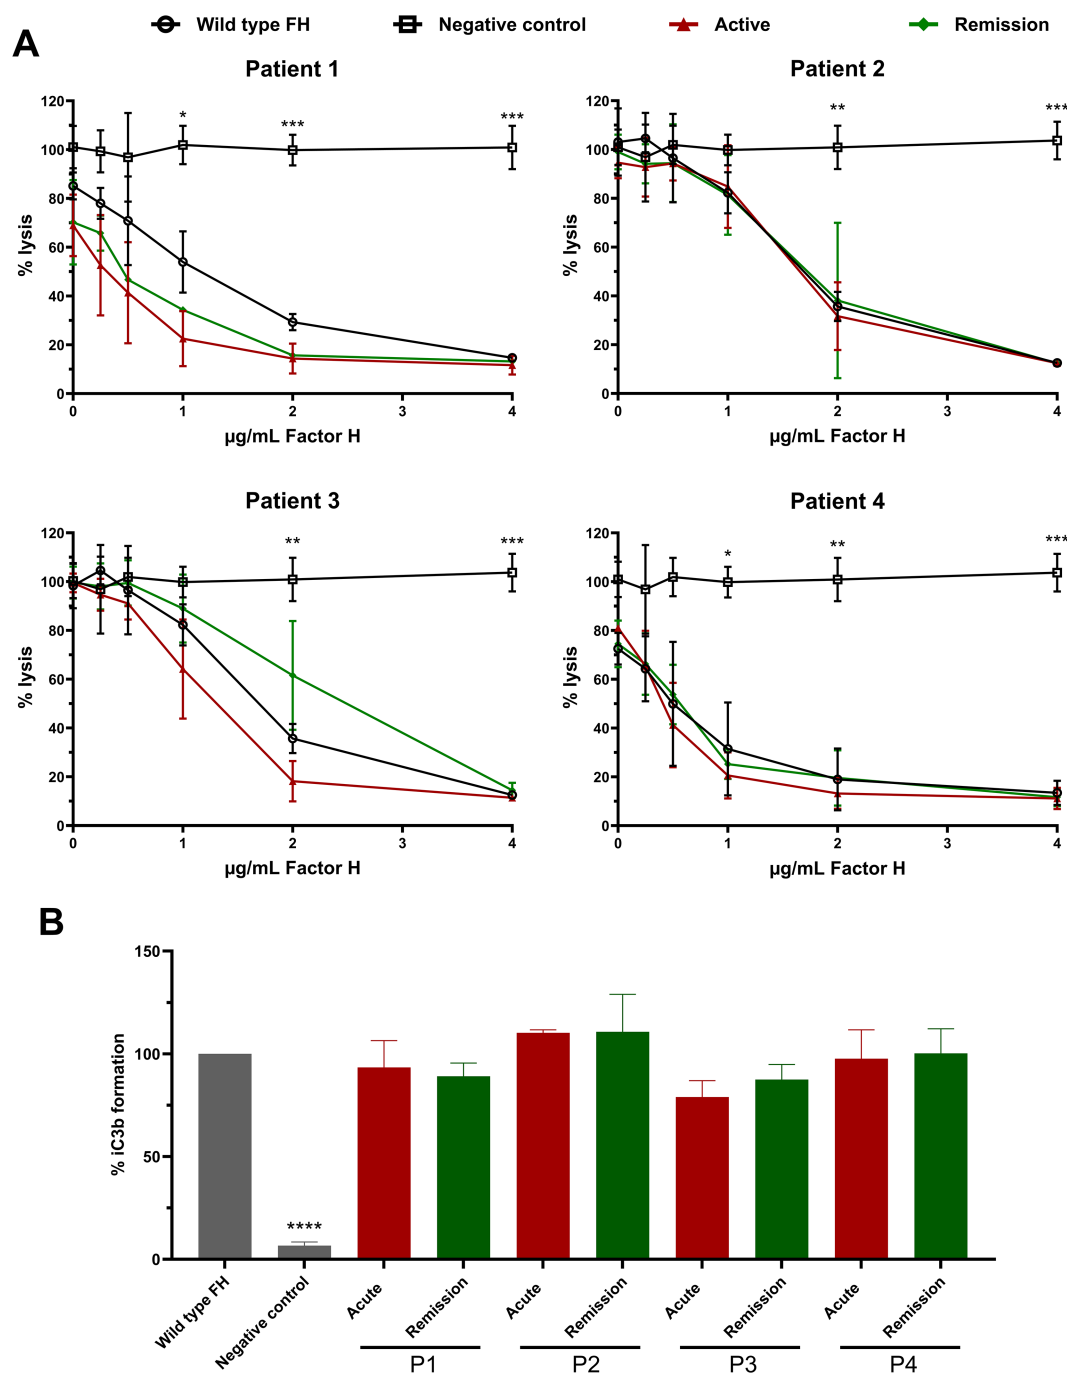 Wild type FH Negative control Active Remission
A
Patient 1 Patient 2
120 100 80 60 40 20 0
% lysis
* *** ***
0 1 2 3 4
µg/mL Factor H
120 100 80 60 40 20 0
% lysis
** ***
0 1 2 3 4
µg/mL Factor H
Patient 3 Patient 4
120 100 80 60 40 20 0
% lysis
** ***
0 1 2 3 4
µg/mL Factor H
120 100 80 60 40 20 0
% lysis
* ** ***
0 1 2 3 4
µg/mL Factor H
B
150 100 50 0
% iC3b formation
****
Wild type FH Negative control Acute Remission Acute Remission Acute Remission Acute Remission
P1 P2 P3 P4